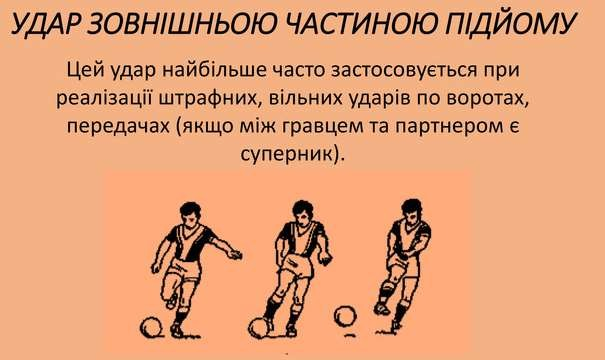 УДАР ЗОВНІШНЬОЮ ЧАСТИНОЮ ПІДЙОМУ
Цей удар найбільше часто застосовується при
реалізації штрафних, вільних ударів по воротах,
передачах (якщо між гравцем та партнером є
суперник).